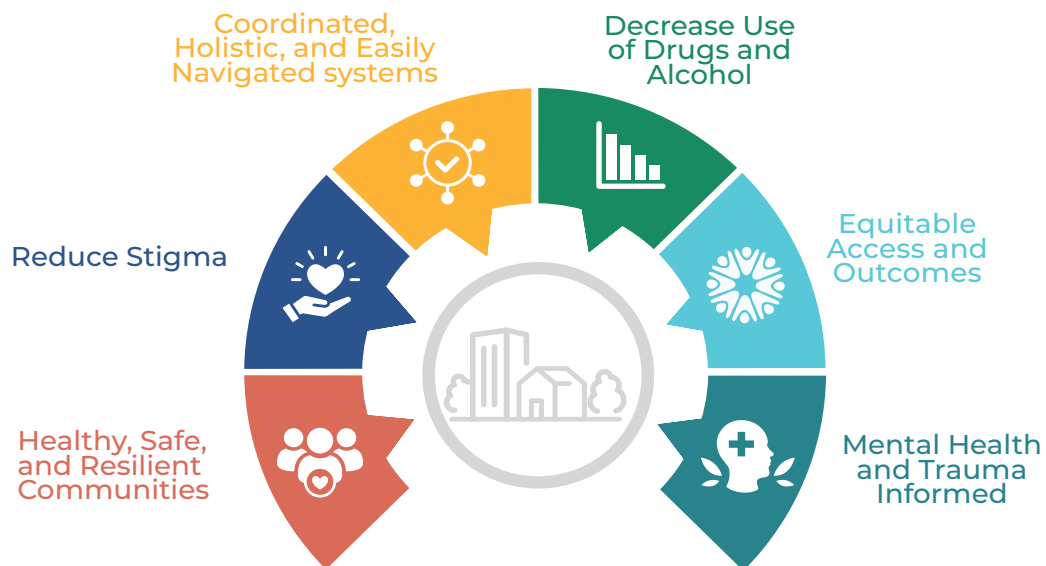 Coordinated,
Holistic, and Easily
Navigated systems
Decrease Use
of Drugs and
Alcohol
Reduce Stigma
Equitable
Access and
Outcomes
Healthy, Safe,
and Resilient
Communities
Mental Health
and Trauma
Informed